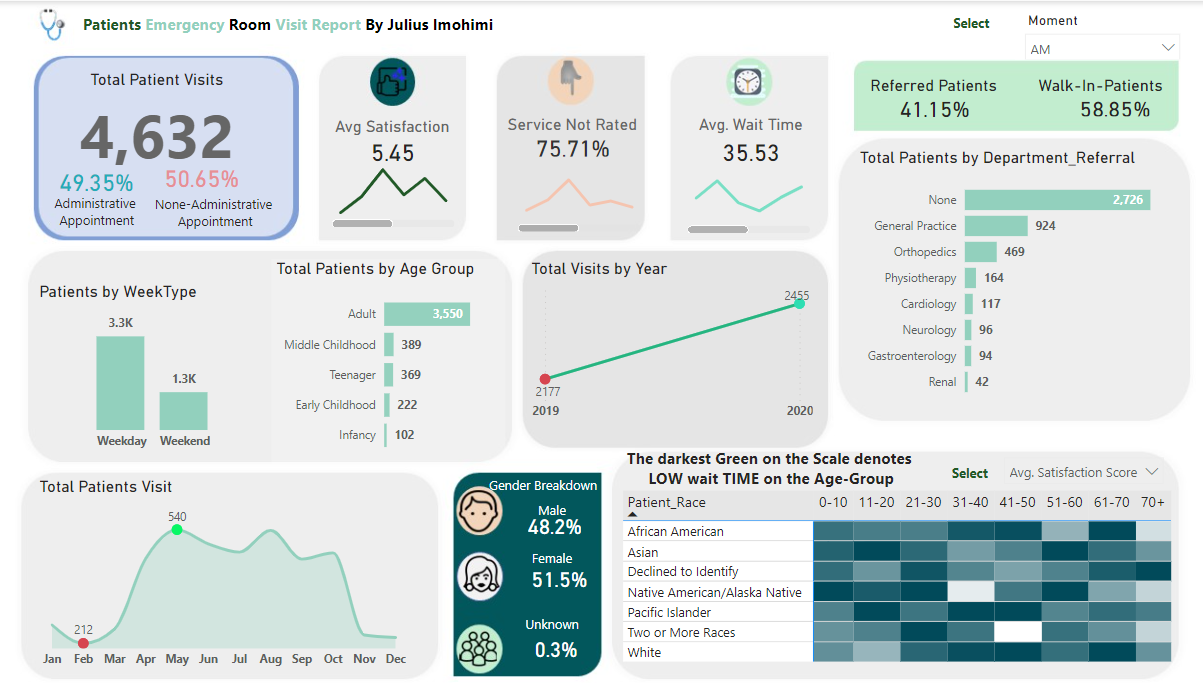 Patients Emergency Room Visit Report By Julius Imohimi
Select
Moment
AM
Total Patient Visits
4,632
49.35%
Administrative
Appointment
50.65%
None-Administrative
Appointment
Avg Satisfaction
5.45
Service Not Rated
75.71%
Avg. Wait Time
35.53
Referred Patients
41.15%
Walk-In-Patients
58.85%
Total Patients by Department_Referral
None 2,726
General Practice 924
Orthopedics 469
Physiotherapy 164
Cardiology 117
Neurology 96
Gastroenterology 94
Renal 42
Patients by WeekType
3.3K
1.3K
Weekday Weekend
Total Patients by Age Group
Adult 3,550
Middle Childhood 389
Teenager 369
Early Childhood 222
Infancy 102
Total Visits by Year
2455
2177
2019 2020
Total Patients Visit
540
212
Jan Feb Mar Apr May Jun Jul Aug Sep Oct Nov Dec
Gender Breakdown
Male
48.2%
Female
51.5%
Unknown
0.3%
The darkest Green on the Scale denotes
LOW wait TIME on the Age-Group
Select
Avg. Satisfaction Score
Patient_Race 0-10 11-20 21-30 31-40 41-50 51-60 61-70 70+
African American
Asian
Declined to Identify
Native American/Alaska Native
Pacific Islander
Two or More Races
White